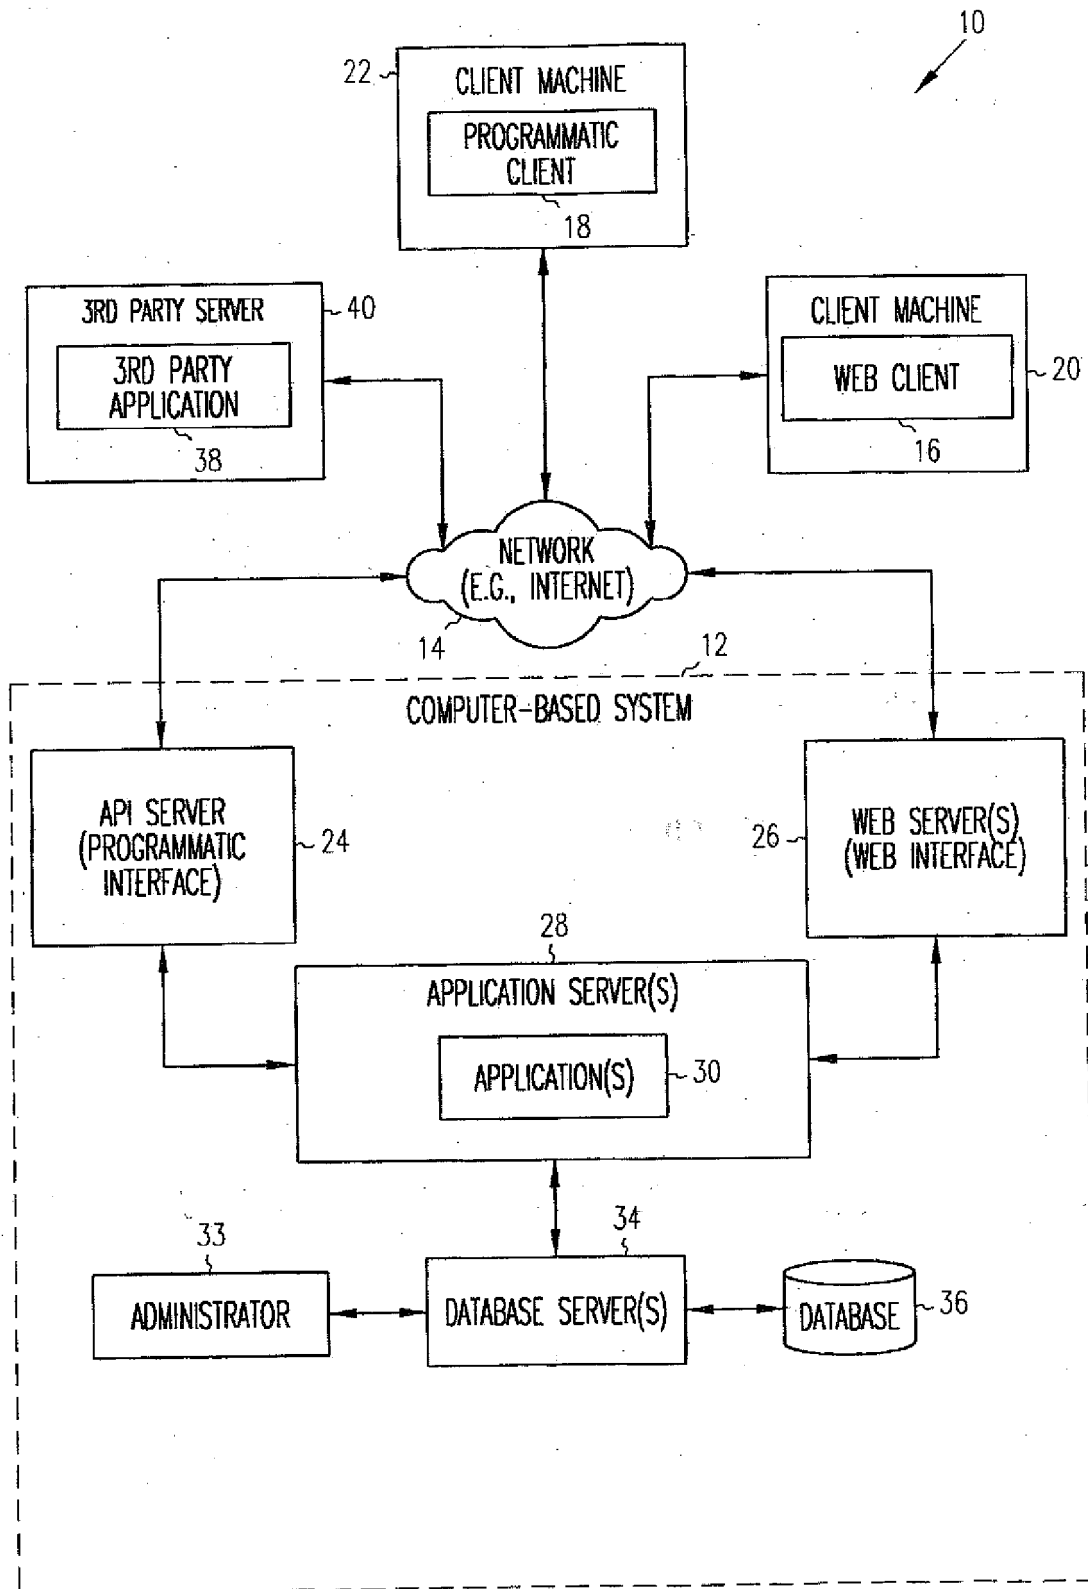 10
22
CLIENT MACHINE
PROGRAMMATIC
CLIENT
18
3RD PARTY SERVER
40
3RD PARTY
APPLICATION
38
CLIENT MACHINE
WEB CLIENT
20
16
NETWORK
(E.G., INTERNET)
14
12
COMPUTER-BASED SYSTEM
API SERVER
(PROGRAMMATIC
INTERFACE)
24
26
WEB SERVER(S)
(WEB INTERFACE)
28
APPLICATION SERVER(S)
APPLICATION(S)
30
33
ADMINISTRATOR
34
DATABASE SERVER(S)
DATABASE
36